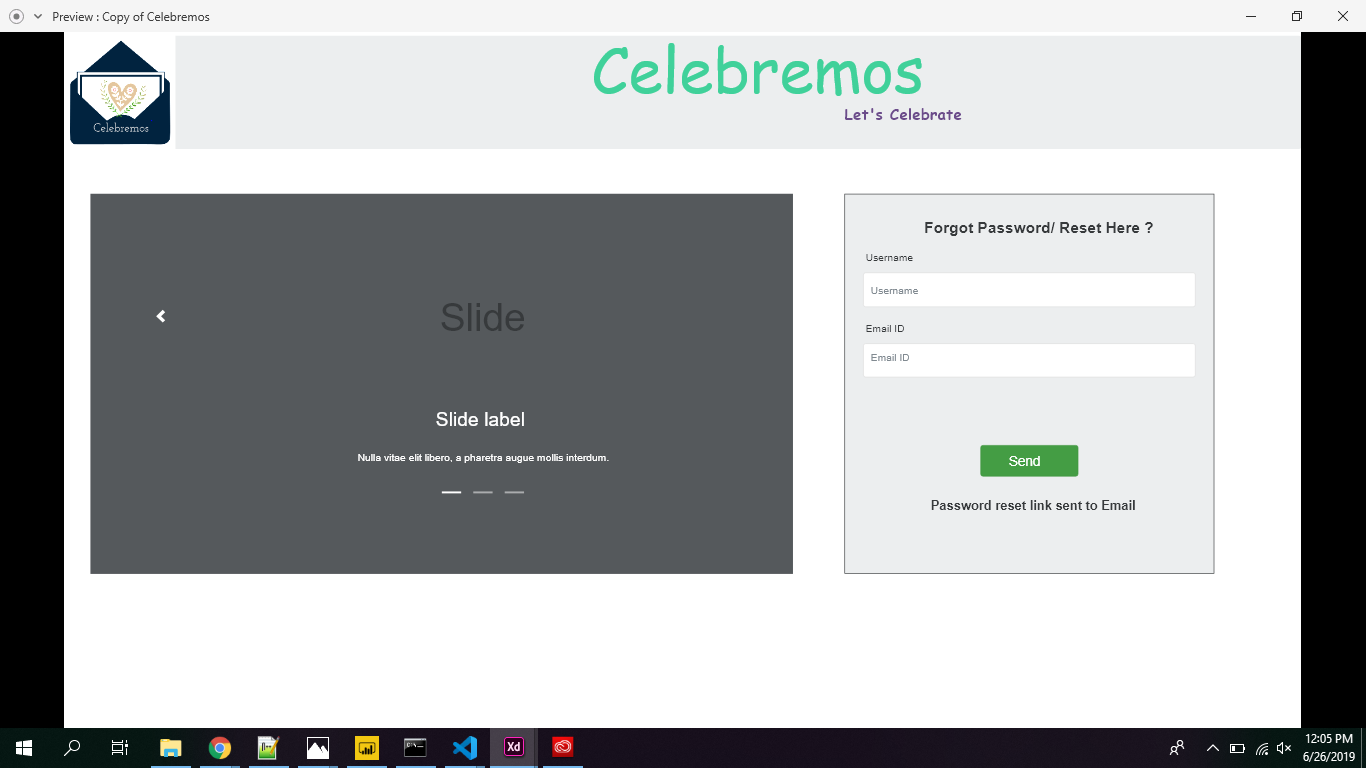 Preview : Copy of Celebremos
Celebremos
Let's Celebrate
Celebremos
Slide
Slide label
Nulla vitae elit libero, a pharetra augue mollis interdum.
Forgot Password/ Reset Here ?
Username
Username
Email ID
Email ID
Send
Password reset link sent to Email
Xd
12:05 PM
6/26/2019